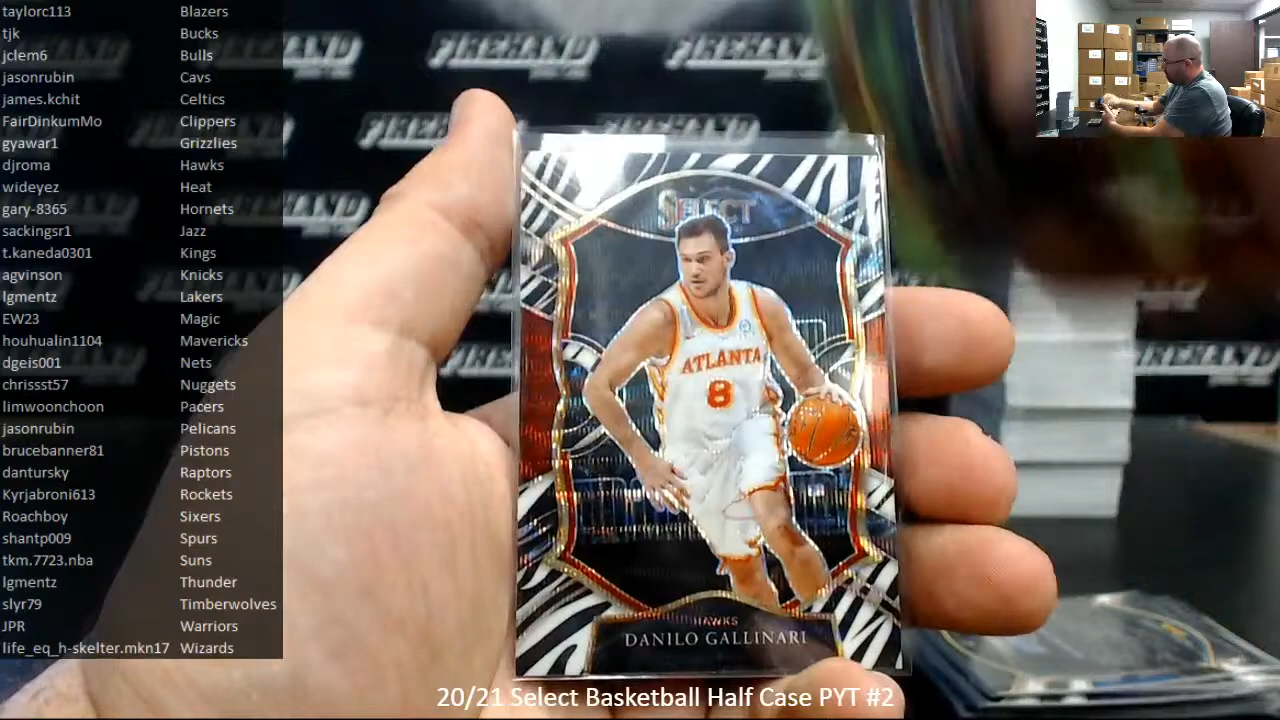 taylorc113 Blazers
tjk Bucks
jclem6 Bulls
jasonrubin Cavs
james.kchit Celtics
FairDinkumMo Clippers
gyawar1 Grizzlies
djroma Hawks
wideyez Heat
gary-8365 Hornets
sackingsr1 Jazz
t.kaneda0301 Kings
agvinson Knicks
lgmentz Lakers
EW23 Magic
houhualin1104 Mavericks
dgeis001 Nets
chrissst57 Nuggets
limwoonchoon Pacers
jasonrubin Pelicans
brucebanner81 Pistons
dantursky Raptors
Kyrjabroni613 Rockets
Roachboy Sixers
shantp009 Spurs
tkm.7723.nba Suns
lgmentz Thunder
slyr79 Timberwolves
JPR Warriors
life_eq_h-skelter.mkn17 Wizards
FIREHAND
FIREHAND
FIREHAND
SELECT
ATLANTA
8
HAWKS
DANILO GALLINARI
20/21 Select Basketball Half Case PYT #2